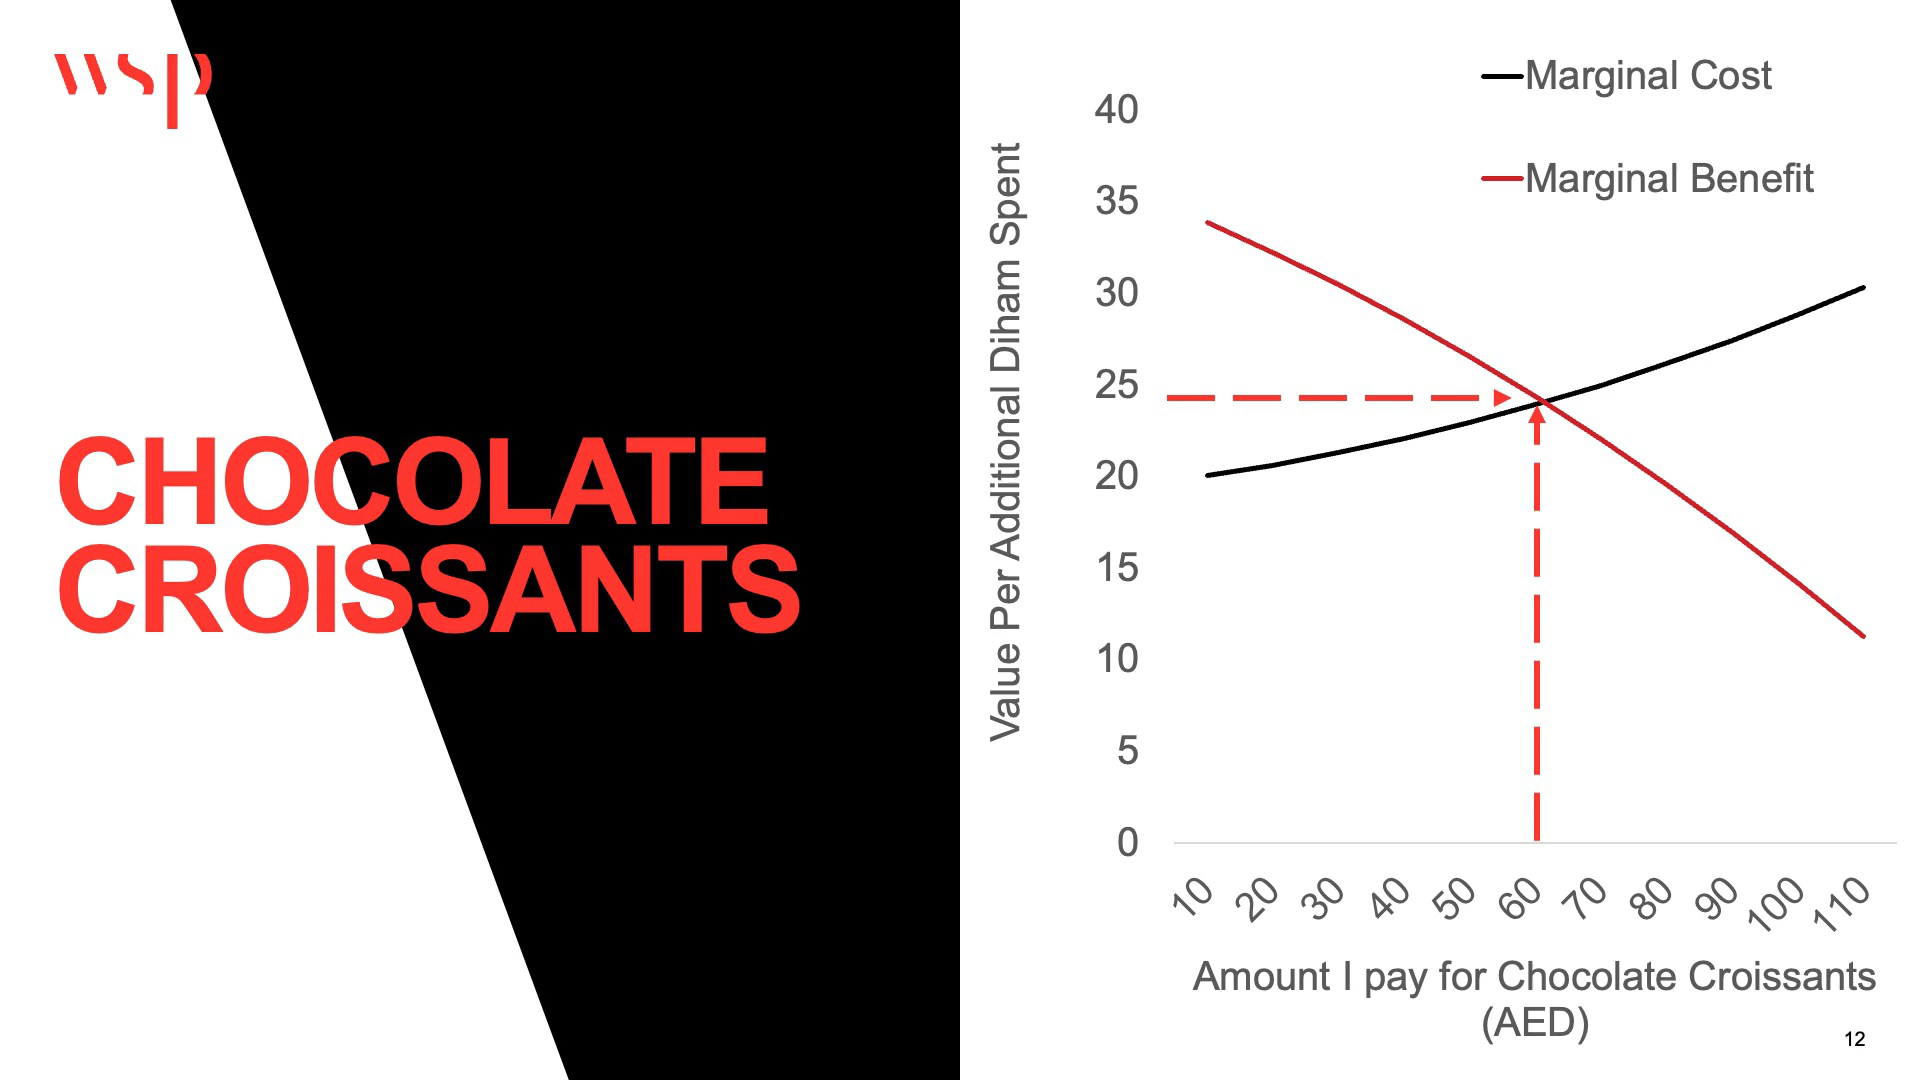 wsp
CHOCOLATE
CROISSANTS
Marginal Cost
Marginal Benefit
Value Per Additional Diham Spent
40
35
30
25
20
15
10
5
0
10 20 30 40 50 60 70 80 90 100 110
Amount I pay for Chocolate Croissants
(AED)
12